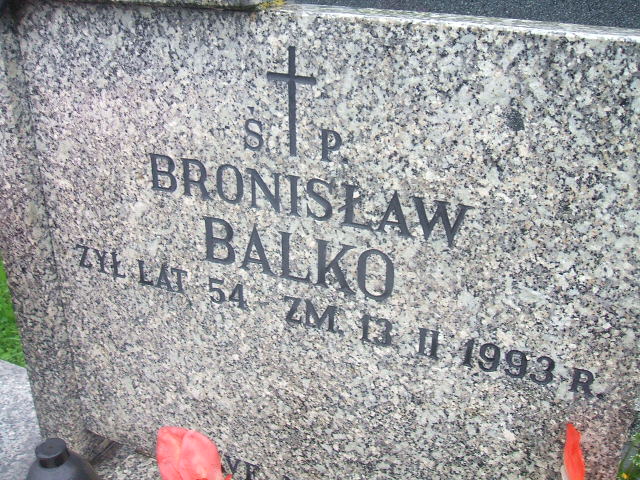 S P.
BRONISŁAW
BALKO
ŻYŁ LAT 54 ZM. 13 II 1993 R.